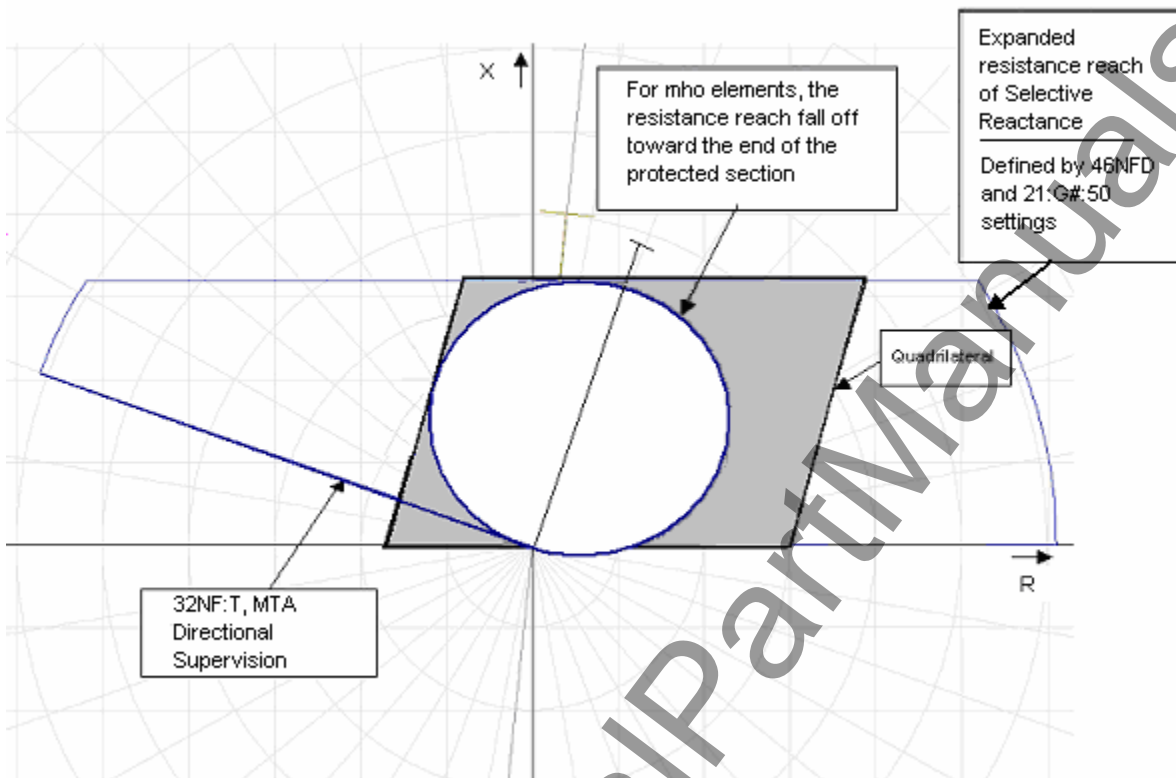 X
For mho elements, the
resistance reach fall off
toward the end of the
protected section
Expanded
resistance reach
of Selective
Reactance
Defined by 46NFD
and 21:G#:50
settings
Quadrilateral
R
32NF:T, MTA
Directional
Supervision
lPartManuals